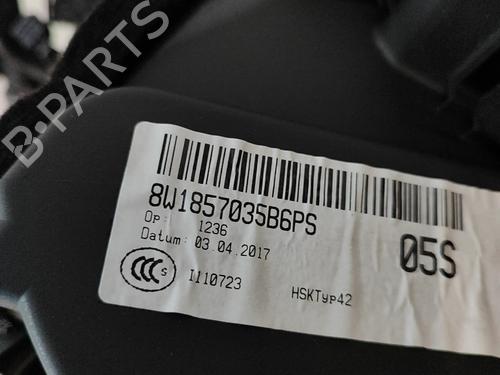 B-PARTS
8W1857035B6PS
05S
Op: 1236
Datum: 03.04.2017
CCC S
I110723
HSKTyp42